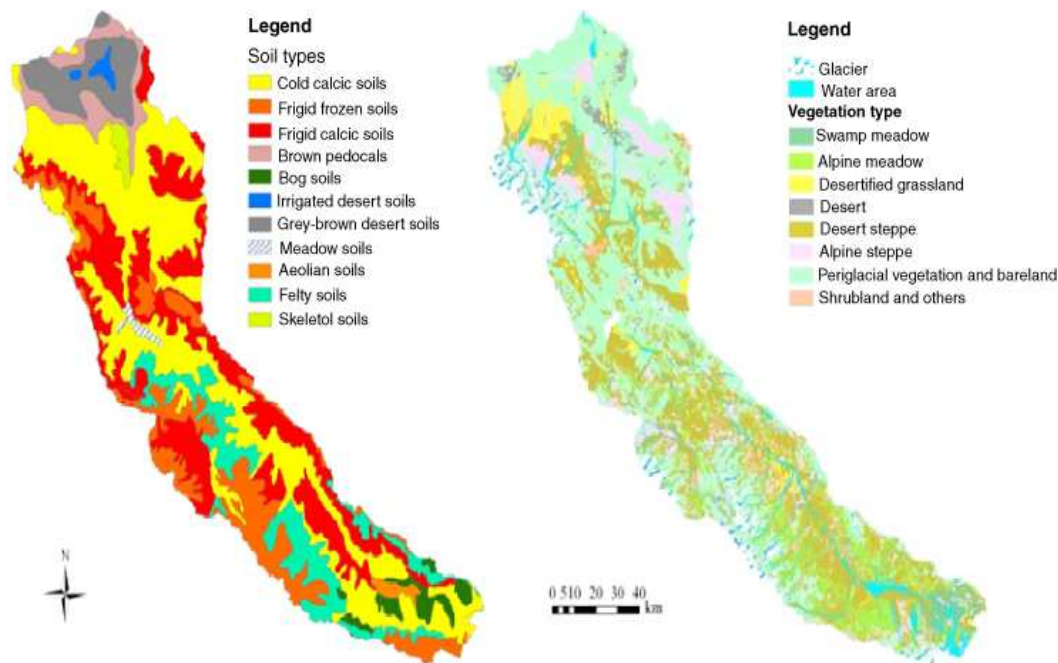 Legend
Soil types
Cold calcic soils
Frigid frozen soils
Frigid calcic soils
Brown pedocals
Bog soils
Irrigated desert soils
Grey-brown desert soils
Meadow soils
Aeolian soils
Felty soils
Skeletol soils
N
Legend
Glacier
Water area
Vegetation type
Swamp meadow
Alpine meadow
Desertified grassland
Desert
Desert steppe
Alpine steppe
Periglacial vegetation and bareland
Shrubland and others
0 510 20 30 40
km